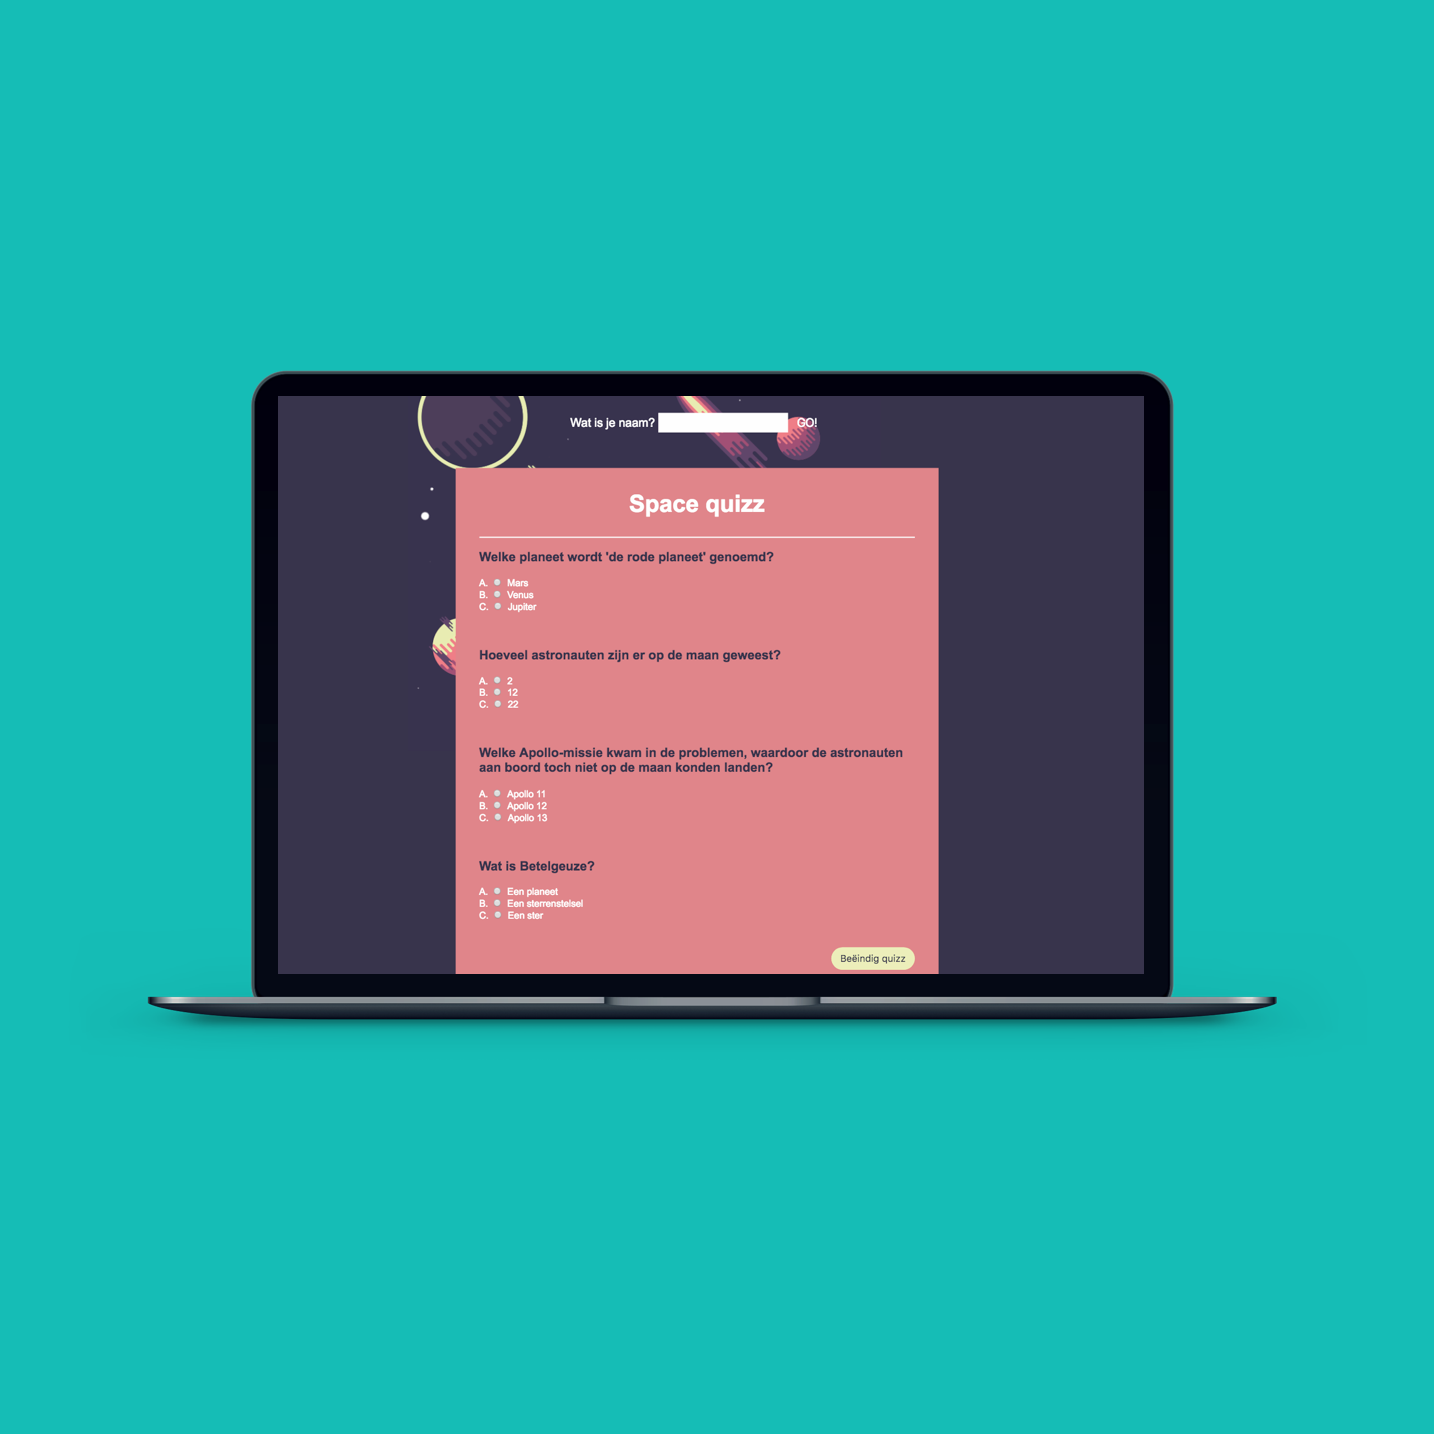 Wat is je naam? GO!
Space quizz
Welke planeet wordt 'de rode planeet' genoemd?
A. Mars
B. Venus
C. Jupiter
Hoeveel astronauten zijn er op de maan geweest?
A. 2
B. 12
C. 22
Welke Apollo-missie kwam in de problemen, waardoor de astronauten
aan boord toch niet op de maan konden landen?
A. Apollo 11
B. Apollo 12
C. Apollo 13
Wat is Betelgeuze?
A. Een planeet
B. Een sterrenstelsel
C. Een ster
Beëindig quizz